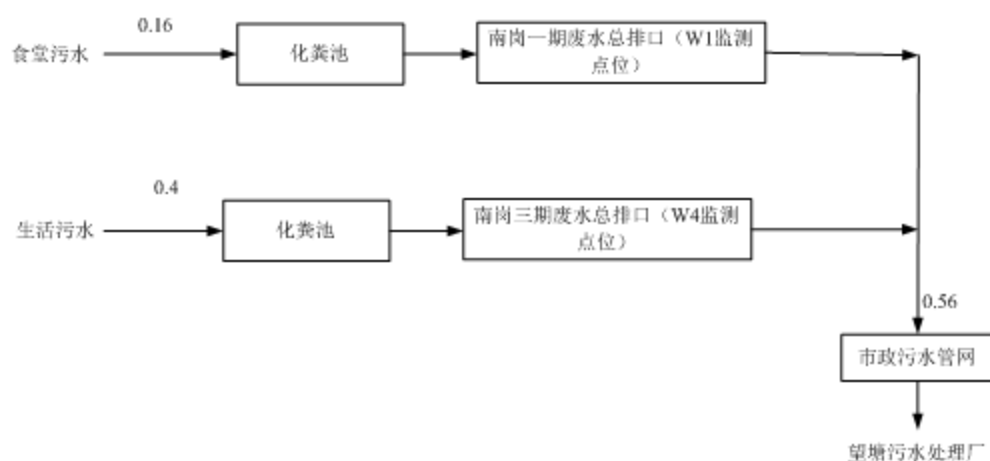 0.16
食堂污水
化粪池
南岗一期废水总排口（W1监测
点位）
0.4
生活污水
化粪池
南岗三期废水总排口（W4监测
点位）
0.56
市政污水管网
望塘污水处理厂